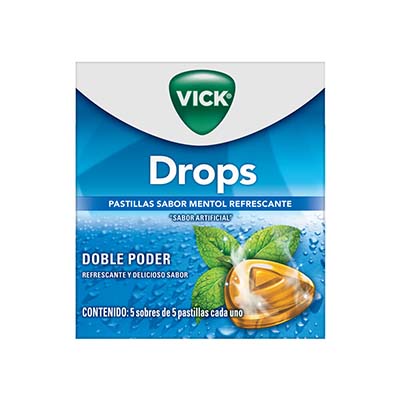 VICK®
Drops
PASTILLAS SABOR MENTOL REFRESCANTE
"SABOR ARTIFICIAL"
DOBLE PODER
REFRESCANTE Y DELICIOSO SABOR
CONTENIDO: 5 sobres de 5 pastillas cada uno